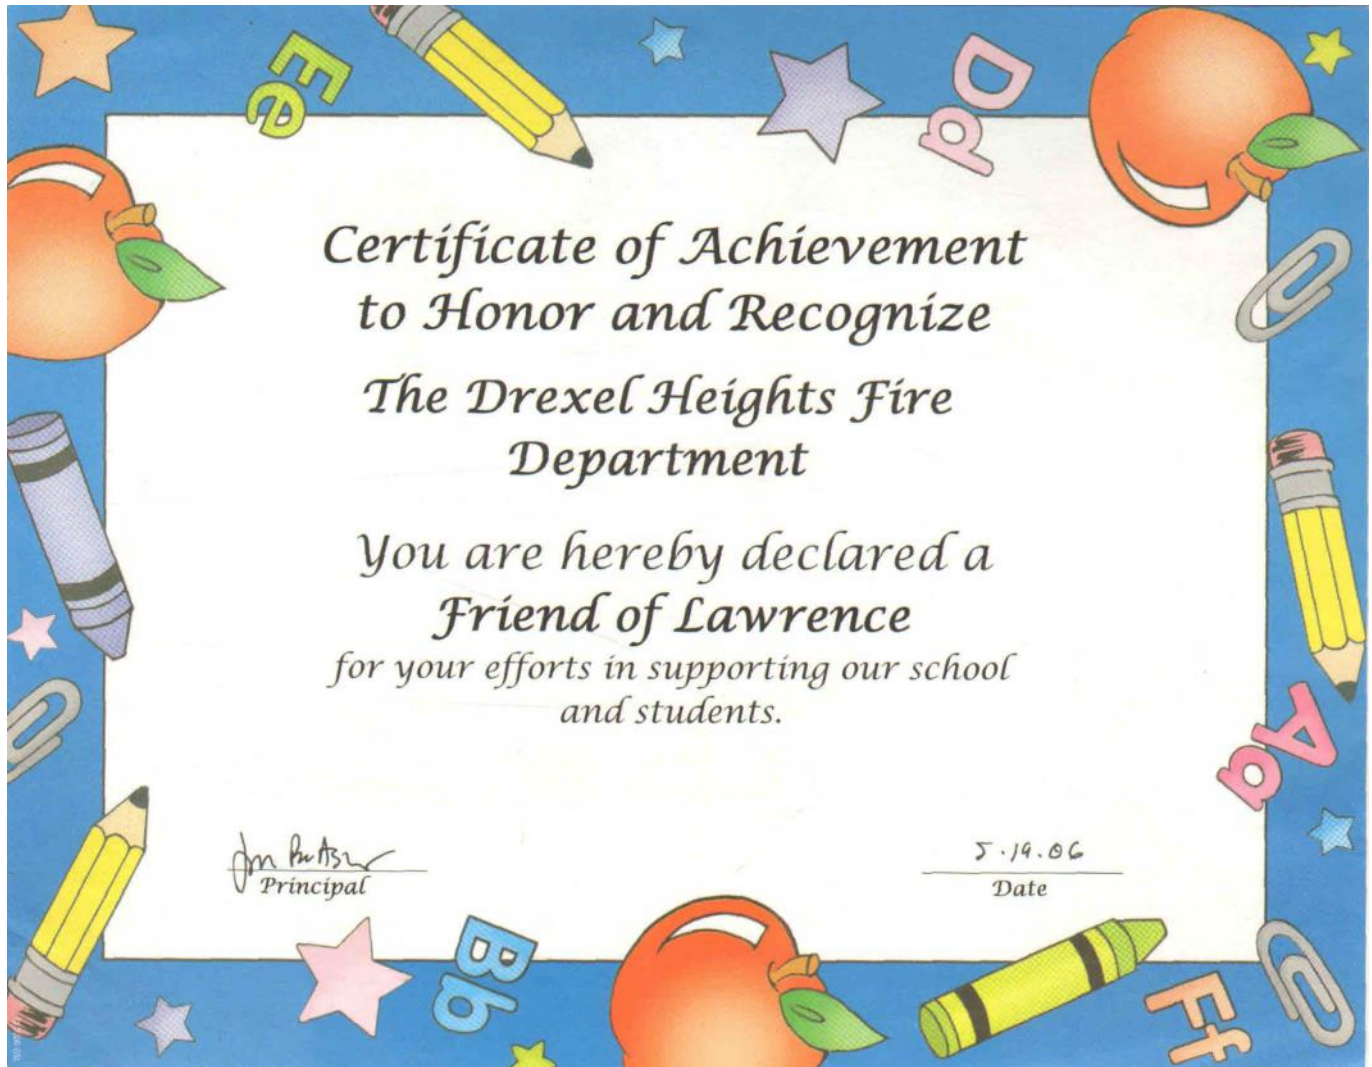 Ee
Dd
Certificate of Achievement
to Honor and Recognize
The Drexel Heights Fire
Department
You are hereby declared a
Friend of Lawrence
for your efforts in supporting our school
and students.
5.19.06
Principal
Date
Aa
Bb
Ff